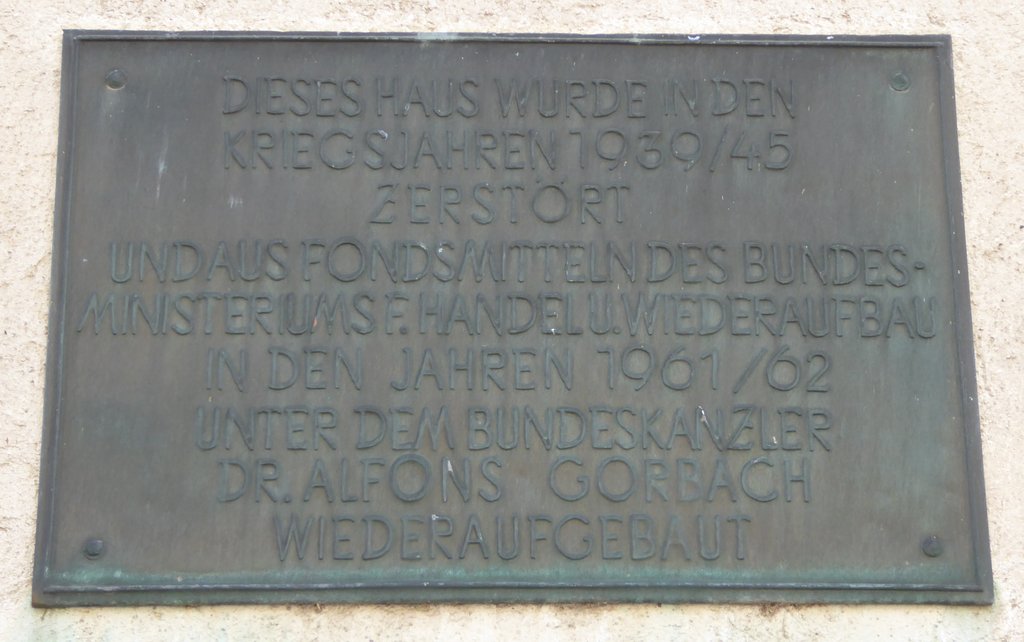 DIESES HAUS WURDE IN DEN
KRIEGSJAHREN 1939/45
ZERSTÖRT
UND AUS FONDSMITTELN DES BUNDES-
MINISTERIUMS F. HANDEL U. WIEDERAUFBAU
IN DEN JAHREN 1961/62
UNTER DEM BUNDESKANZLER
DR. ALFONS GORBACH
WIEDERAUFGEBAUT